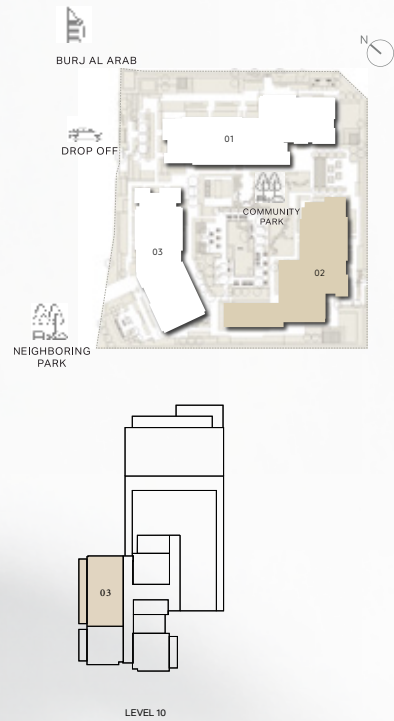 N
BURJ AL ARAB
DROP OFF
01
COMMUNITY
PARK
03
02
NEIGHBORING
PARK
03
LEVEL 10